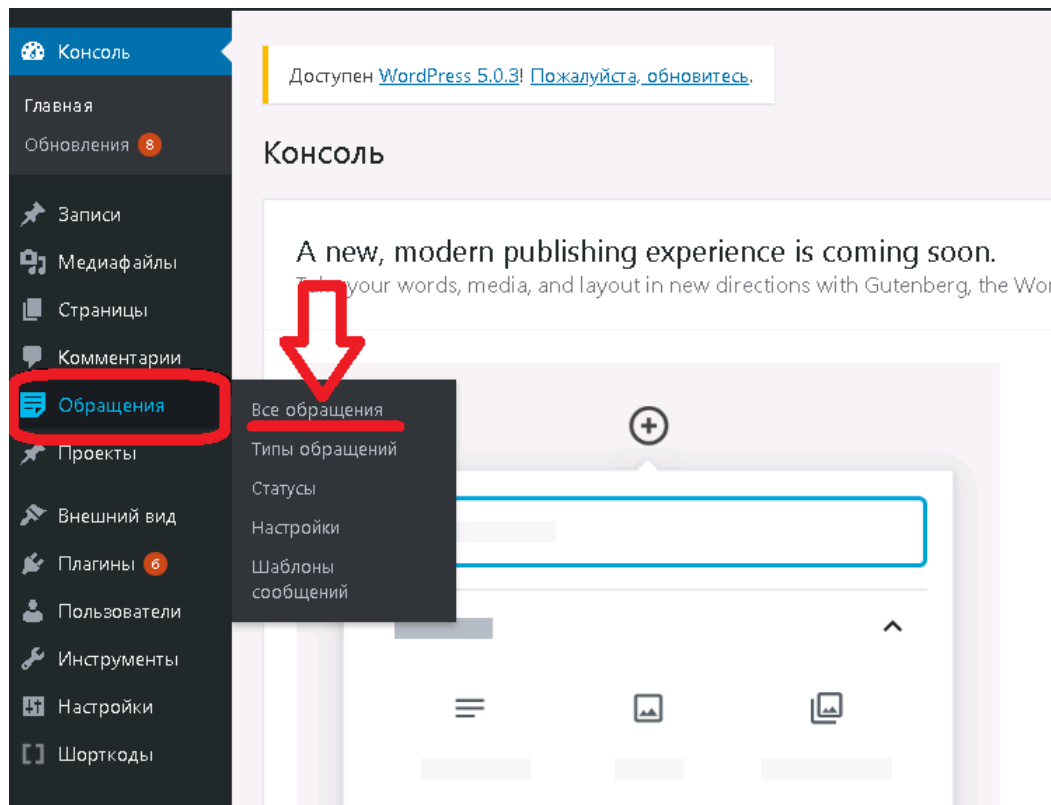 Консоль
Главная
Обновления 8
Записи
Медиафайлы
Страницы
Комментарии
Обращения
Проекты
Внешний вид
Плагины 6
Пользователи
Инструменты
Настройки
Шорткоды
Все обращения
Типы обращений
Статусы
Настройки
Шаблоны
сообщений
Доступен WordPress 5.0.3! Пожалуйста, обновитесь.
Консоль
A new, modern publishing experience is coming soon.
your words, media, and layout in new directions with Gutenberg, the